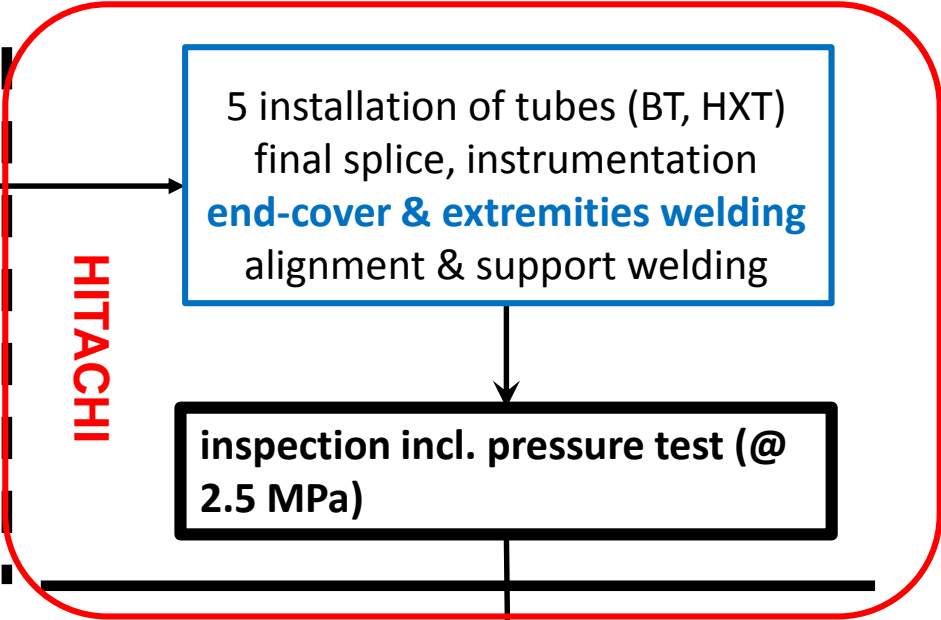 5 installation of tubes (BT, HXT)
final splice, instrumentation
end-cover & extremities welding
alignment & support welding
HITACHI
inspection incl. pressure test (@
2.5 MPa)